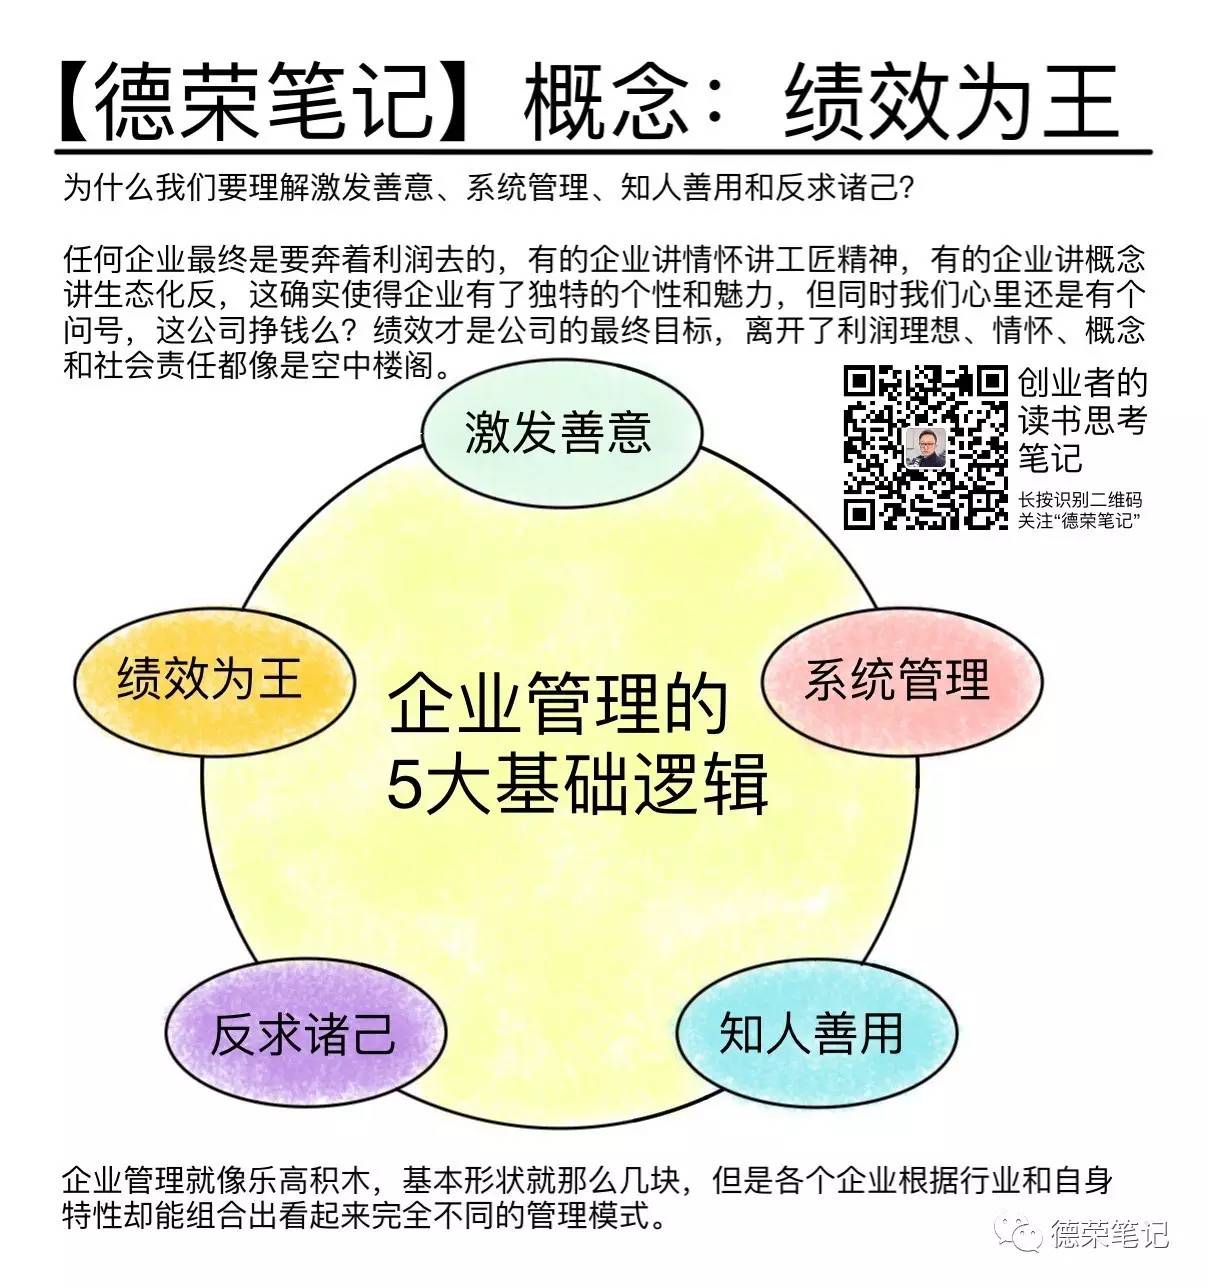 【德荣笔记】概念：绩效为王
为什么我们要理解激发善意、系统管理、知人善用和反求诸己？
任何企业最终是要奔着利润去的，有的企业讲情怀讲工匠精神，有的企业讲概念
讲生态化反，这确实使得企业有了独特的个性和魅力，但同时我们心里还是有个
问号，这公司挣钱么？绩效才是公司的最终目标，离开了利润理想、情怀、概念
和社会责任都像是空中楼阁。
创业者的
读书思考
笔记
长按识别二维码
关注“德荣笔记”
激发善意
绩效为王
系统管理
企业管理的
5大基础逻辑
反求诸己
知人善用
企业管理就像乐高积木，基本形状就那么几块，但是各个企业根据行业和自身
特性却能组合出看起来完全不同的管理模式。
德荣笔记